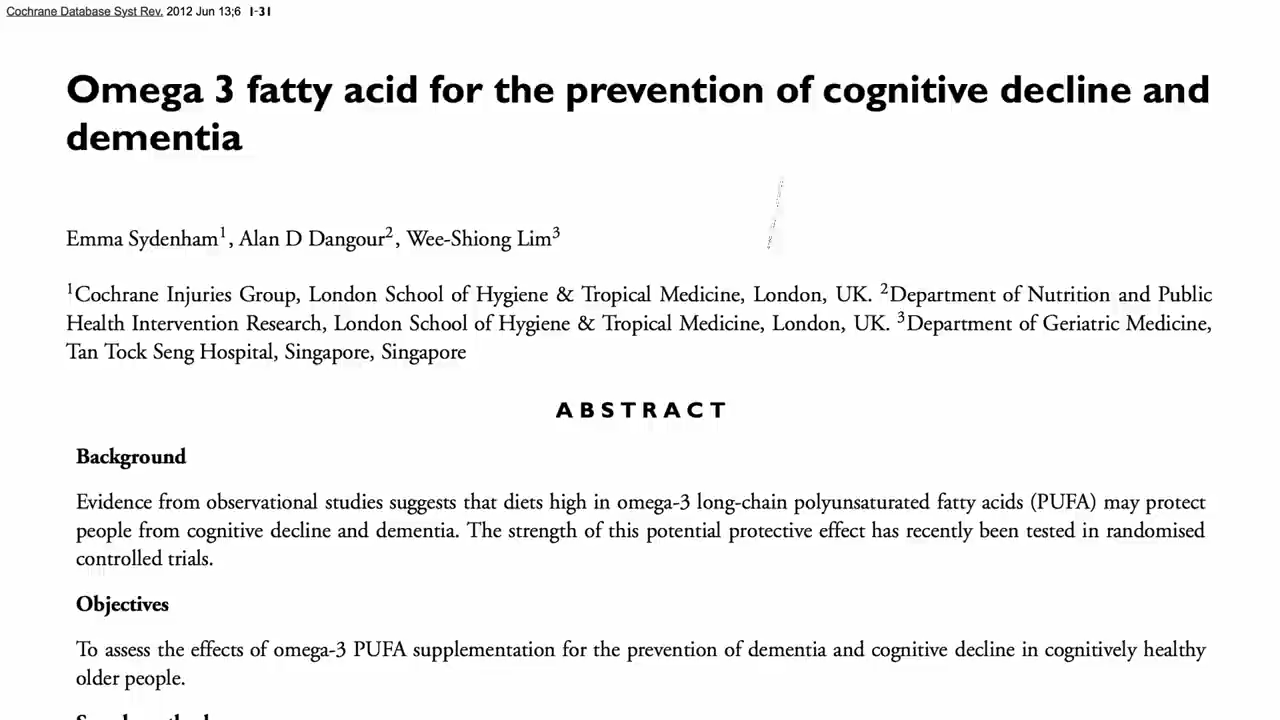 Cochrane Database Syst Rev. 2012 Jun 13;6 1-31
Omega 3 fatty acid for the prevention of cognitive decline and
dementia
Emma Sydenham1, Alan D Dangour2, Wee-Shiong Lim3
1Cochrane Injuries Group, London School of Hygiene & Tropical Medicine, London, UK. 2Department of Nutrition and Public
Health Intervention Research, London School of Hygiene & Tropical Medicine, London, UK. 3Department of Geriatric Medicine,
Tan Tock Seng Hospital, Singapore, Singapore
ABSTRACT
Background
Evidence from observational studies suggests that diets high in omega-3 long-chain polyunsaturated fatty acids (PUFA) may protect
people from cognitive decline and dementia. The strength of this potential protective effect has recently been tested in randomised
controlled trials.
Objectives
To assess the effects of omega-3 PUFA supplementation for the prevention of dementia and cognitive decline in cognitively healthy
older people.